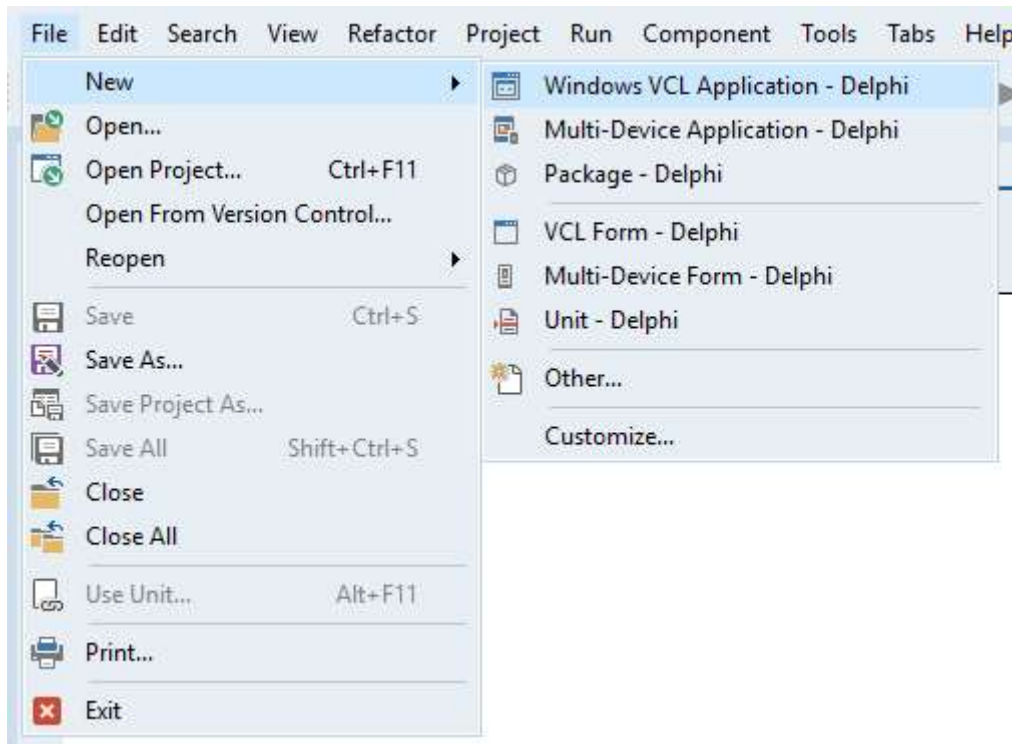 File Edit Search View Refactor Project Run Component Tools Tabs Help
New
Open...
Open Project... Ctrl+F11
Open From Version Control...
Reopen
Save Ctrl+S
Save As...
Save Project As...
Save All Shift+Ctrl+S
Close
Close All
Use Unit... Alt+F11
Print...
Exit
Windows VCL Application - Delphi
Multi-Device Application - Delphi
Package - Delphi
VCL Form - Delphi
Multi-Device Form - Delphi
Unit - Delphi
Other...
Customize...